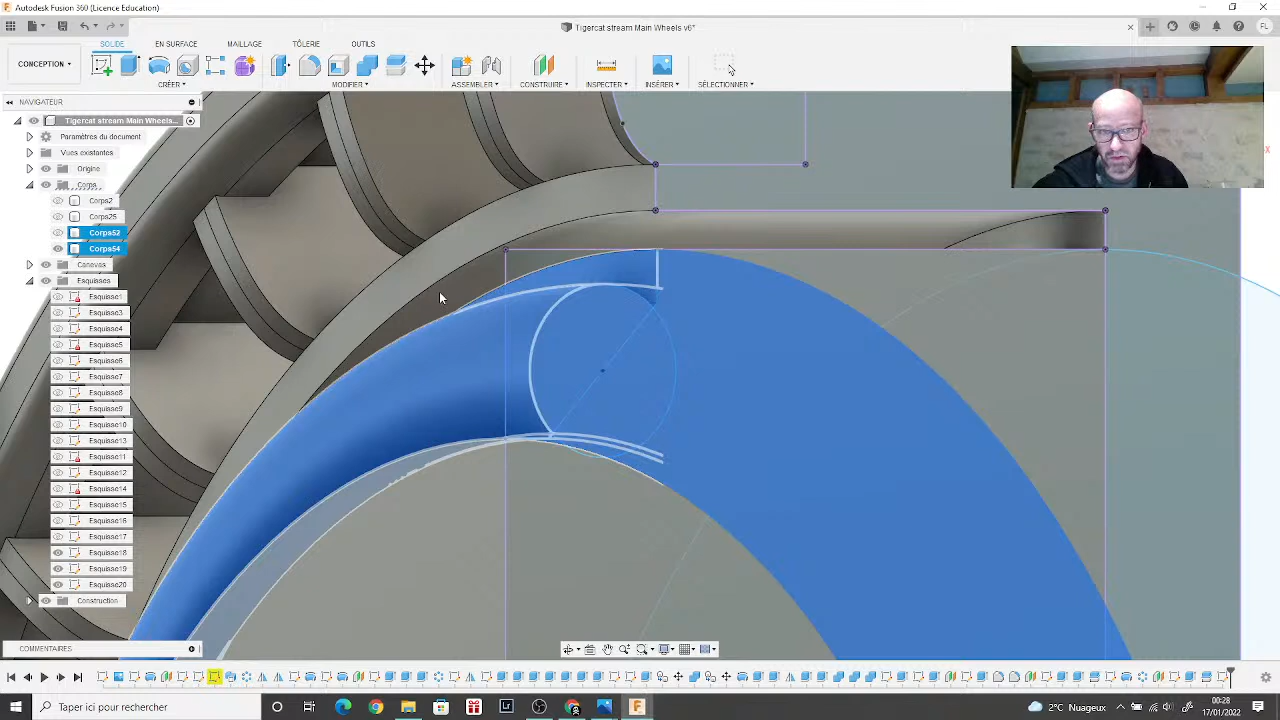 Autodesk Fusion 360 (Licence Education)
Tigercat stream Main Wheels v6*
FL
SOLIDE EN SURFACE MAILLAGE TÔLERIE OUTILS
CONCEPTION
CRÉER MODIFIER ASSEMBLER CONSTRUIRE INSPECTER INSÉRER SÉLECTIONNER
NAVIGATEUR
Tigercat stream Main Wheels...
Paramètres du document
Vues existantes
Origine
Corps
Corps2
Corps25
Corps52
Corps54
Canevas
Esquisses
Esquisse1
Esquisse3
Esquisse4
Esquisse5
Esquisse6
Esquisse7
Esquisse8
Esquisse9
Esquisse10
Esquisse13
Esquisse11
Esquisse12
Esquisse14
Esquisse15
Esquisse16
Esquisse17
Esquisse18
Esquisse19
Esquisse20
Construction
COMMENTAIRES
Taper ici pour rechercher
2°C Nuageux
00:28
17/01/2022